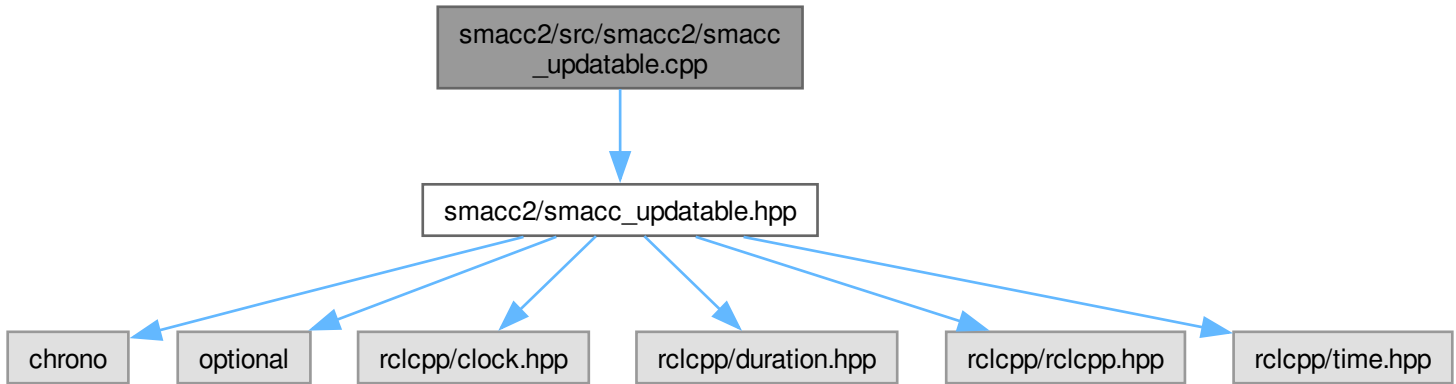 smacc2/src/smacc2/smacc
_updatable.cpp
smacc2/smacc_updatable.hpp
chrono
optional
rclcpp/clock.hpp
rclcpp/duration.hpp
rclcpp/rclcpp.hpp
rclcpp/time.hpp